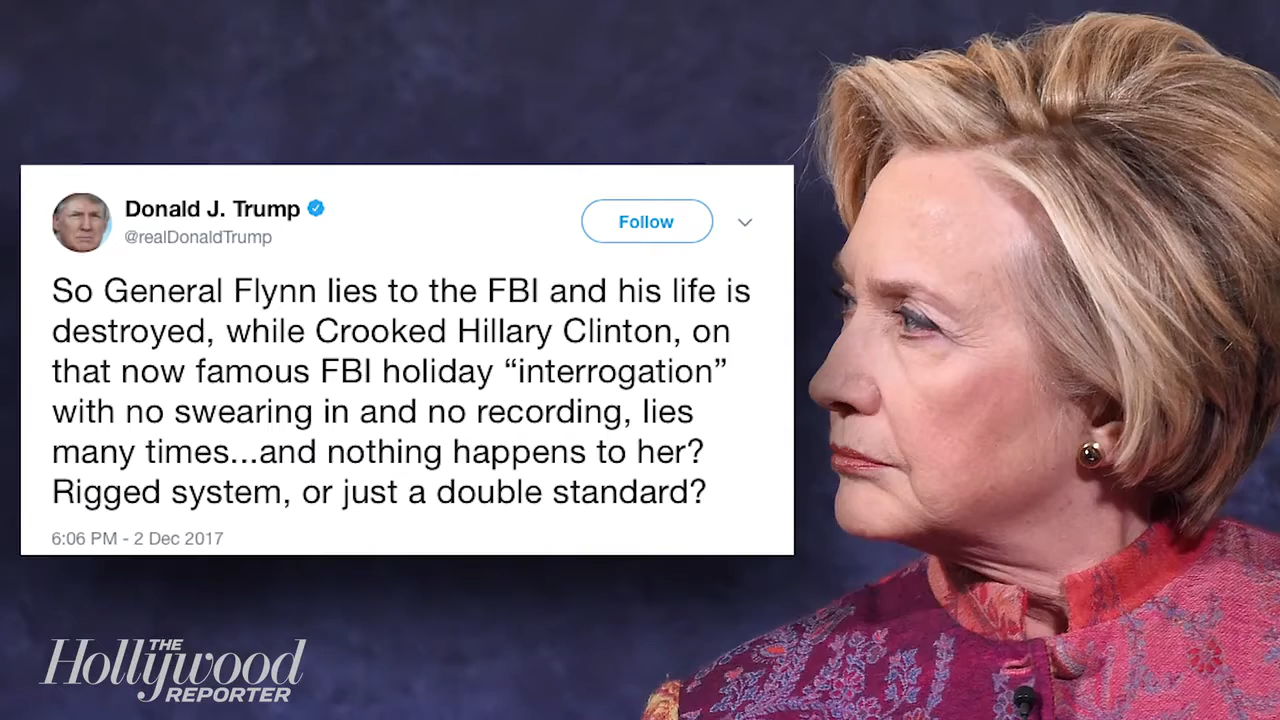 Donald J. Trump
@realDonaldTrump
Follow
So General Flynn lies to the FBI and his life is
destroyed, while Crooked Hillary Clinton, on
that now famous FBI holiday “interrogation”
with no swearing in and no recording, lies
many times...and nothing happens to her?
Rigged system, or just a double standard?
6:06 PM - 2 Dec 2017
THE
Hollywood
REPORTER